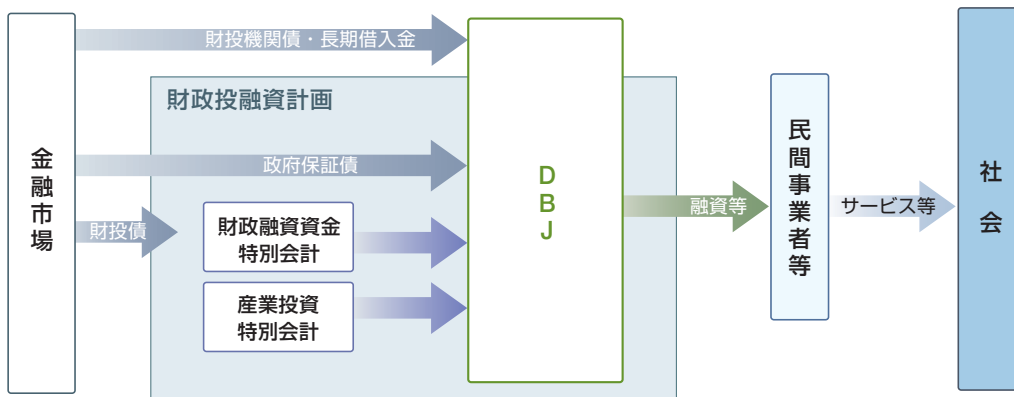 金融市場
財投機関債・長期借入金
財政投融資計画
政府保証債
財投債
財政融資資金
特別会計
産業投資
特別会計
DBJ
融資等
民間事業者等
サービス等
社会